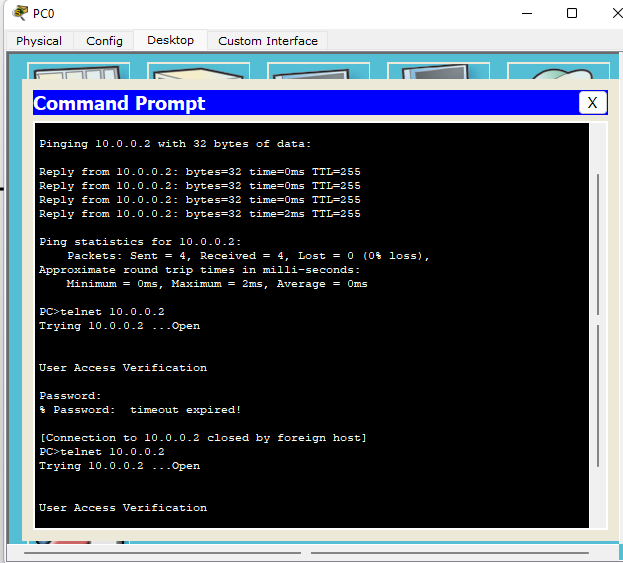 PC0
Physical Config Desktop Custom Interface
Command Prompt
X
Pinging 10.0.0.2 with 32 bytes of data:
Reply from 10.0.0.2: bytes=32 time=0ms TTL=255
Reply from 10.0.0.2: bytes=32 time=0ms TTL=255
Reply from 10.0.0.2: bytes=32 time=0ms TTL=255
Reply from 10.0.0.2: bytes=32 time=2ms TTL=255
Ping statistics for 10.0.0.2:
Packets: Sent = 4, Received = 4, Lost = 0 (0% loss),
Approximate round trip times in milli-seconds:
Minimum = 0ms, Maximum = 2ms, Average = 0ms
PC>telnet 10.0.0.2
Trying 10.0.0.2 ...Open
User Access Verification
Password:
% Password:  timeout expired!
[Connection to 10.0.0.2 closed by foreign host]
PC>telnet 10.0.0.2
Trying 10.0.0.2 ...Open
User Access Verification